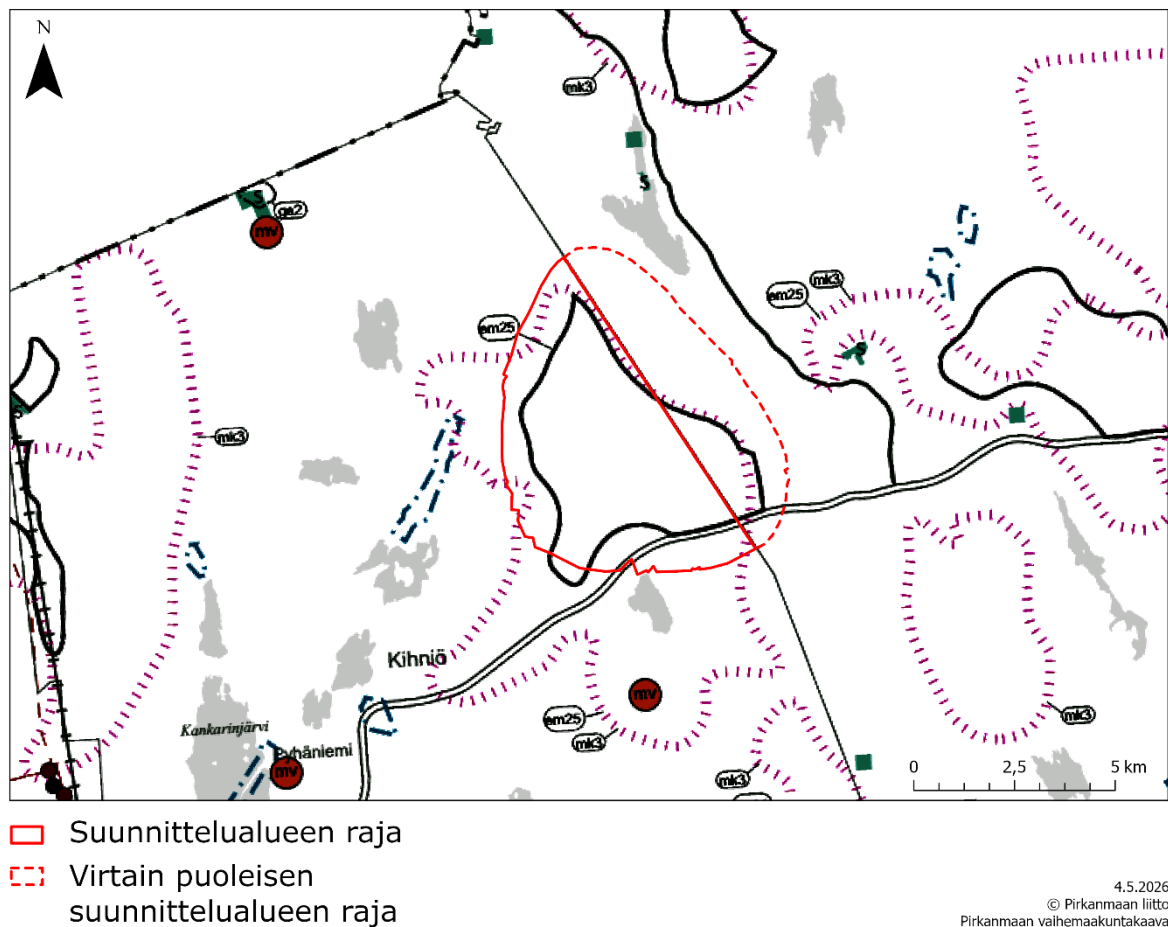 N
mk3
S
S
ge2
mv
em25
mk3
em25
S
S
mk3
Kihniö
mv
em25
mk3
mk3
Kankarinjärvi
mv
mk3
0 2,5 5 km
Suunnittelualueen raja
Virtain puoleisen
suunnittelualueen raja
4.5.2026
© Pirkanmaan liitto
Pirkanmaan vaihemaakuntakaava